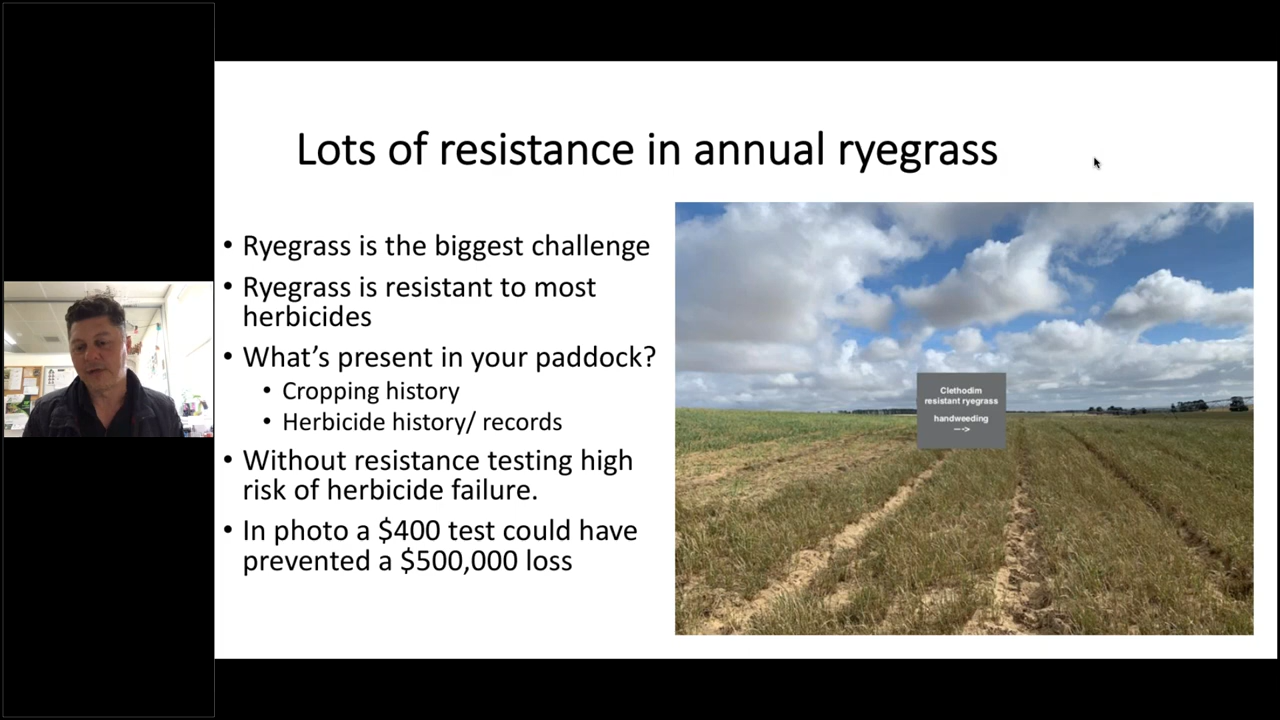 Lots of resistance in annual ryegrass
• Ryegrass is the biggest challenge
• Ryegrass is resistant to most
herbicides
• What’s present in your paddock?
• Cropping history
• Herbicide history/ records
• Without resistance testing high
risk of herbicide failure.
• In photo a $400 test could have
prevented a $500,000 loss
Clethodim
resistant ryegrass
handweeding
--->